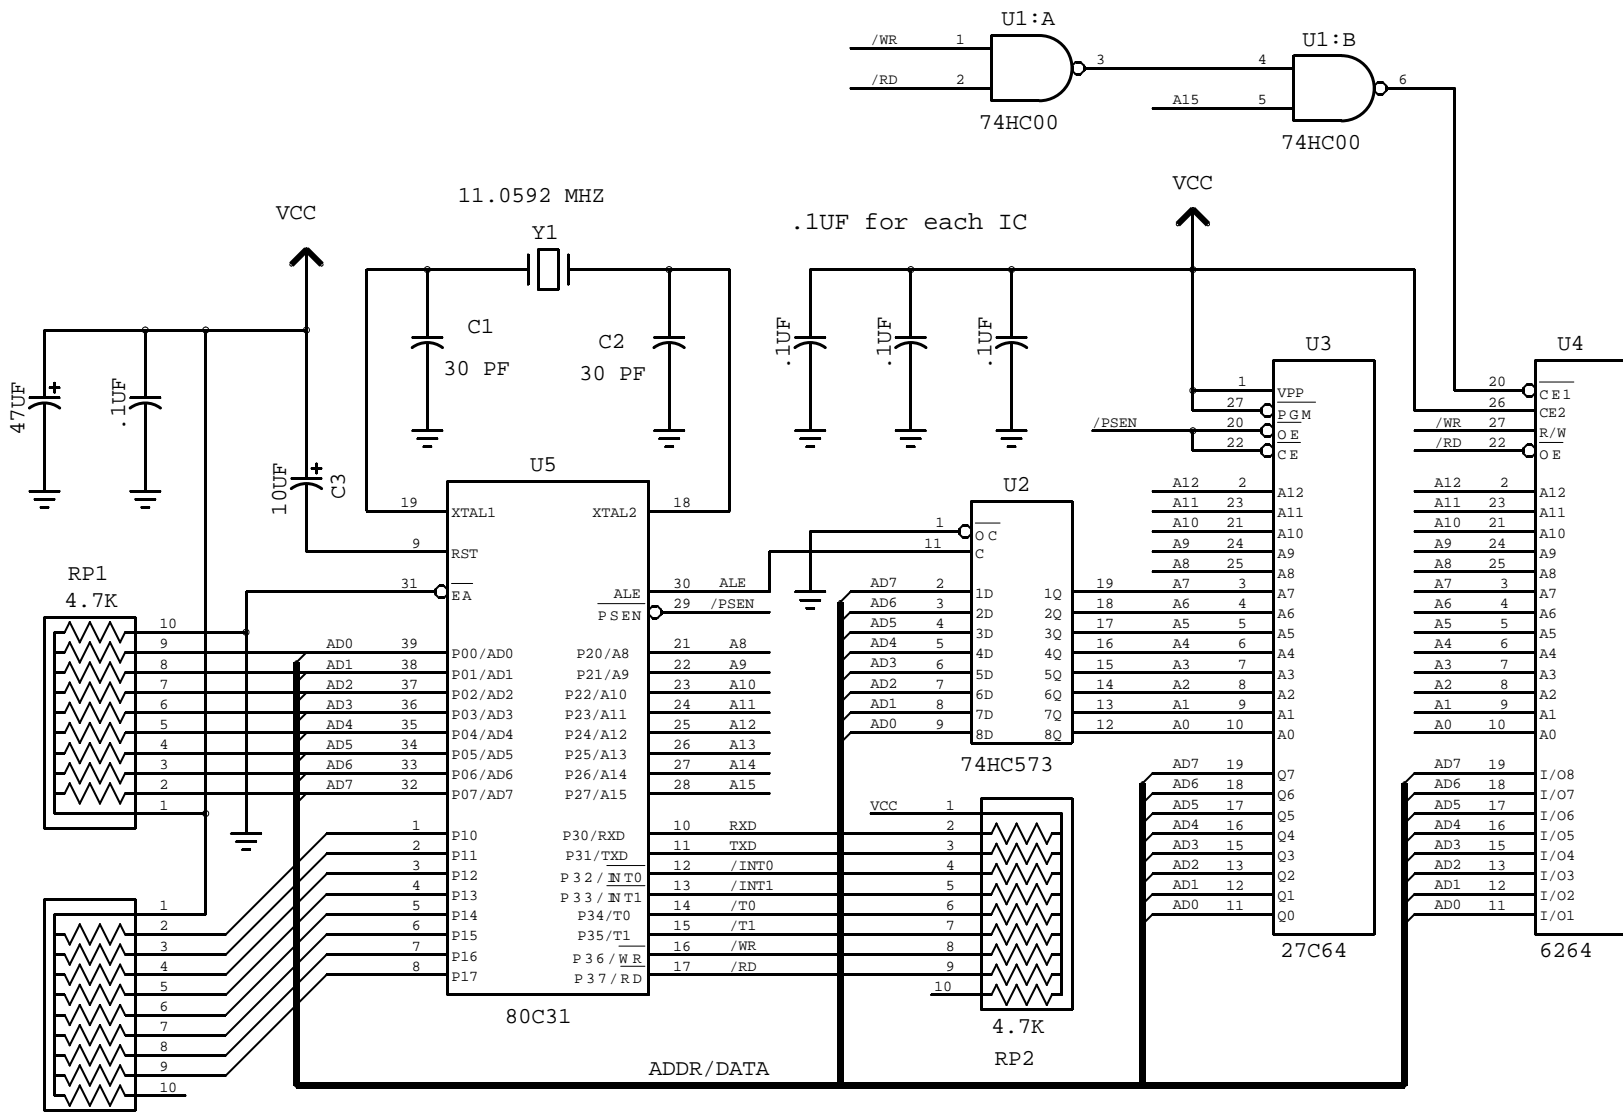 U1:A
/WR 1
/RD 2
3
74HC00
U1:B
4
A15 5
6
74HC00
VCC
11.0592 MHZ
Y1
.1UF for each IC
VCC
C1
30 PF
C2
30 PF
.1UF
.1UF
.1UF
47UF
+
.1UF
10UF
+
C3
RP1
4.7K
10
9
8
7
6
5
4
3
2
1
AD0 39
AD1 38
AD2 37
AD3 36
AD4 35
AD5 34
AD6 33
AD7 32
1
2
3
4
5
6
7
8
9
10
U5
19 XTAL1
9 RST
31 EA
P00/AD0
P01/AD1
P02/AD2
P03/AD3
P04/AD4
P05/AD5
P06/AD6
P07/AD7
1 P10
2 P11
3 P12
4 P13
5 P14
6 P15
7 P16
8 P17
XTAL2 18
ALE 30 ALE
PSEN 29 /PSEN
P20/A8 21 A8
P21/A9 22 A9
P22/A10 23 A10
P23/A11 24 A11
P24/A12 25 A12
P25/A13 26 A13
P26/A14 27 A14
P27/A15 28 A15
P30/RXD 10 RXD
P31/TXD 11 TXD
P32/INT0 12 /INT0
P33/INT1 13 /INT1
P34/T0 14 /T0
P35/T1 15 /T1
P36/WR 16 /WR
P37/RD 17 /RD
80C31
U2
1 OC
11 C
AD7 2 1D 1Q 19 A7
AD6 3 2D 2Q 18 A6
AD5 4 3D 3Q 17 A5
AD4 5 4D 4Q 16 A4
AD3 6 5D 5Q 15 A3
AD2 7 6D 6Q 14 A2
AD1 8 7D 7Q 13 A1
AD0 9 8D 8Q 12 A0
74HC573
VCC 1
2
3
4
5
6
7
8
9
10
4.7K
RP2
ADDR/DATA
U3
1 VPP
27 PGM
/PSEN 20 OE
22 CE
A12 2 A12
A11 23 A11
A10 21 A10
A9 24 A9
A8 25 A8
3 A7
4 A6
5 A5
6 A4
7 A3
8 A2
9 A1
10 A0
AD7 19 Q7
AD6 18 Q6
AD5 17 Q5
AD4 16 Q4
AD3 15 Q3
AD2 13 Q2
AD1 12 Q1
AD0 11 Q0
27C64
U4
20 CE1
26 CE2
/WR 27 R/W
/RD 22 OE
A12 2 A12
A11 23 A11
A10 21 A10
A9 24 A9
A8 25 A8
A7 3 A7
A6 4 A6
A5 5 A5
A4 6 A4
A3 7 A3
A2 8 A2
A1 9 A1
A0 10 A0
AD7 19 I/O8
AD6 18 I/O7
AD5 17 I/O6
AD4 16 I/O5
AD3 15 I/O4
AD2 13 I/O3
AD1 12 I/O2
AD0 11 I/O1
6264